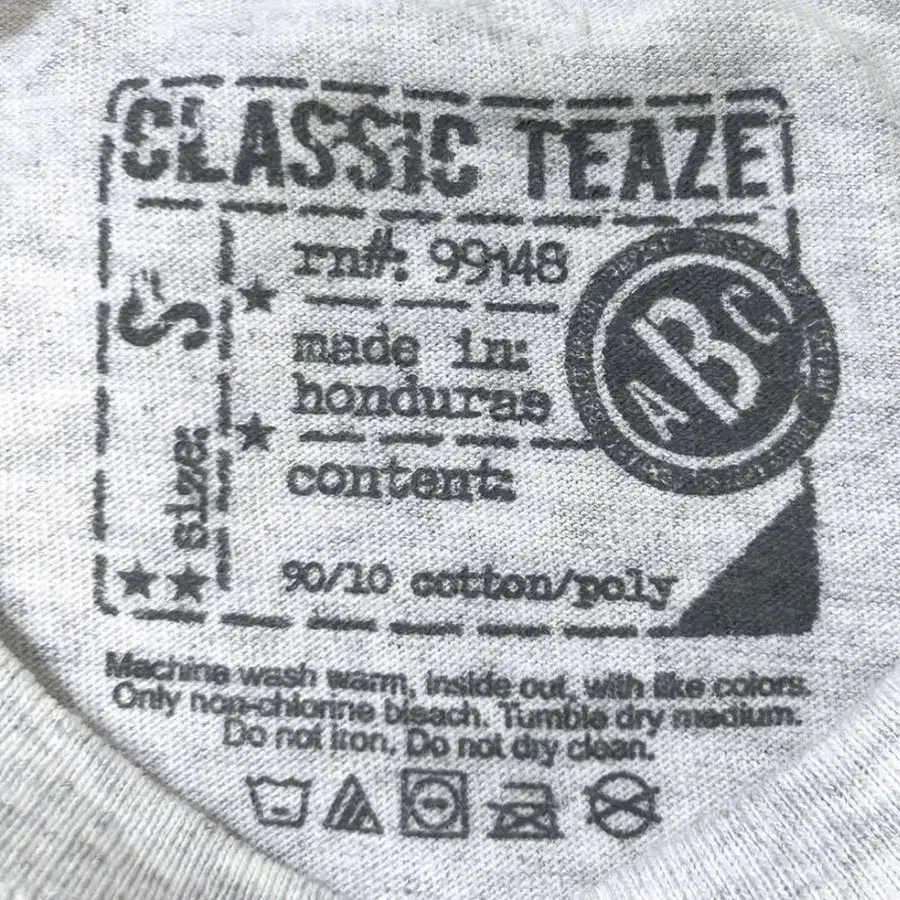 CLASSIC TEAZE
rn#: 99148
made in:
honduras
content:
90/10 cotton/poly
size: S
ABC
Machine wash warm, inside out, with like colors.
Only non-chlorine bleach. Tumble dry medium.
Do not iron. Do not dry clean.